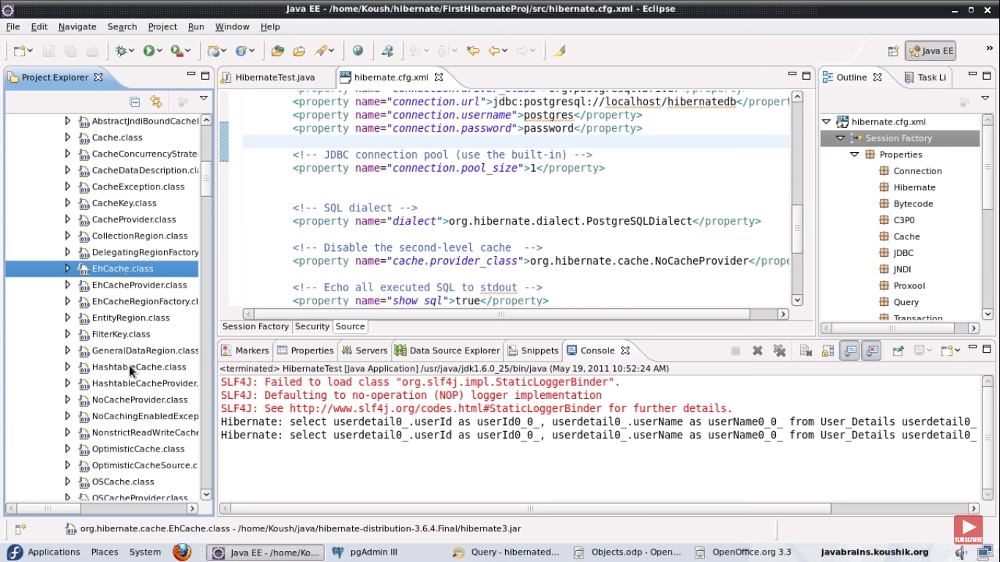 Java EE - /home/Koush/hibernate/FirstHibernateProj/src/hibernate.cfg.xml - Eclipse
File Edit Navigate Search Project Run Window Help
Java EE
Project Explorer
AbstractJndiBoundCacheI
Cache.class
CacheConcurrencyStrate
CacheDataDescription.cl
CacheException.class
CacheKey.class
CacheProvider.class
CollectionRegion.class
DelegatingRegionFactory
EhCache.class
EhCacheProvider.class
EhCacheRegionFactory.cl
EntityRegion.class
FilterKey.class
GeneralDataRegion.class
HashtableCache.class
HashtableCacheProvider.
NoCacheProvider.class
NoCachingEnabledExcep
NonstrictReadWriteCache
OptimisticCache.class
OptimisticCacheSource.c
OSCache.class
OSCacheProvider.class
HibernateTest.java hibernate.cfg.xml
<property name="connection.driver_class">org.postgresql.Driver</property>
<property name="connection.url">jdbc:postgresql://localhost/hibernatedb</propert
<property name="connection.username">postgres</property>
<property name="connection.password">password</property>
<!-- JDBC connection pool (use the built-in) -->
<property name="connection.pool_size">1</property>
<!-- SQL dialect -->
<property name="dialect">org.hibernate.dialect.PostgreSQLDialect</property>
<!-- Disable the second-level cache  -->
<property name="cache.provider_class">org.hibernate.cache.NoCacheProvider</prope
<!-- Echo all executed SQL to stdout -->
<property name="show_sql">true</property>
Session Factory Security Source
Outline Task Li
hibernate.cfg.xml
Session Factory
Properties
Connection
Hibernate
Bytecode
C3P0
Cache
JDBC
JNDI
Proxool
Query
Transaction
Markers Properties Servers Data Source Explorer Snippets Console
<terminated> HibernateTest [Java Application] /usr/java/jdk1.6.0_25/bin/java (May 19, 2011 10:52:24 AM)
SLF4J: Failed to load class "org.slf4j.impl.StaticLoggerBinder".
SLF4J: Defaulting to no-operation (NOP) logger implementation
SLF4J: See http://www.slf4j.org/codes.html#StaticLoggerBinder for further details.
Hibernate: select userdetail0_.userId as userId0_0_, userdetail0_.userName as userName0_0_ from User_Details userdetail0_
Hibernate: select userdetail0_.userId as userId0_0_, userdetail0_.userName as userName0_0_ from User_Details userdetail0_
org.hibernate.cache.EhCache.class - /home/Koush/java/hibernate-distribution-3.6.4.Final/hibernate3.jar
SUBSCRIBE
Applications Places System Java EE - /home/Ko... pgAdmin III Query - hibernated... Objects.odp - Open... OpenOffice.org 3.3 javabrains.koushik.org